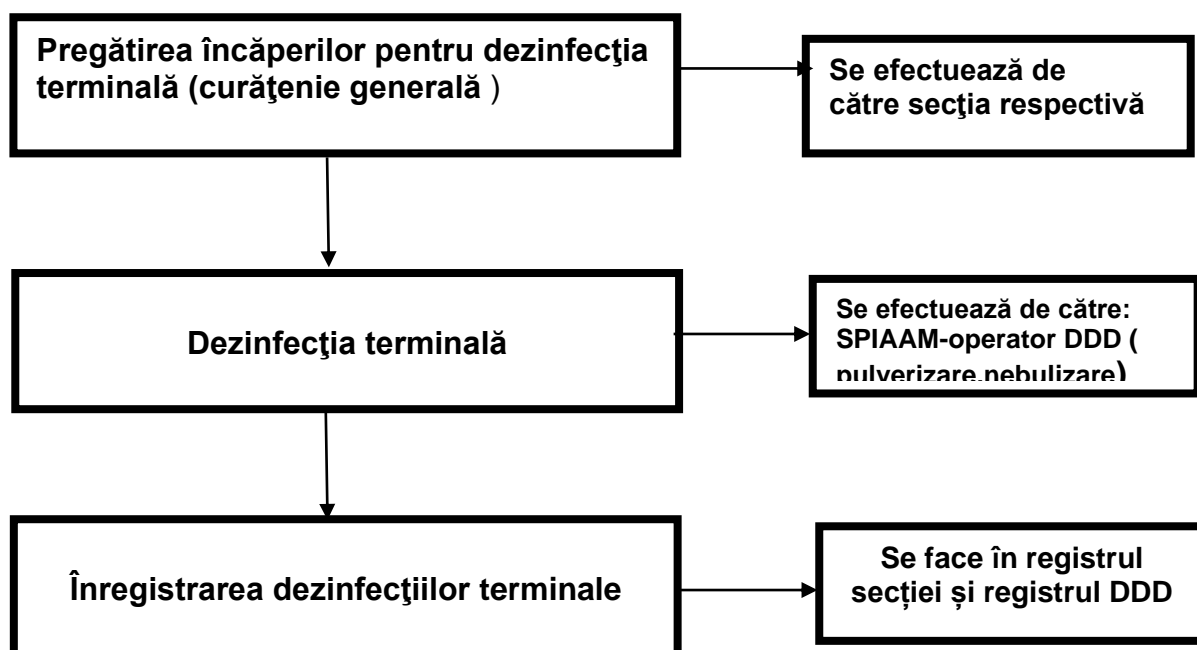 Pregătirea încăperilor pentru dezinfecţia
terminală (curăţenie generală )
Se efectuează de
către secţia respectivă
Dezinfecţia terminală
Se efectuează de către:
SPIAAM-operator DDD (
pulverizare,nebulizare)
Înregistrarea dezinfecţiilor terminale
Se face în registrul
secției și registrul DDD